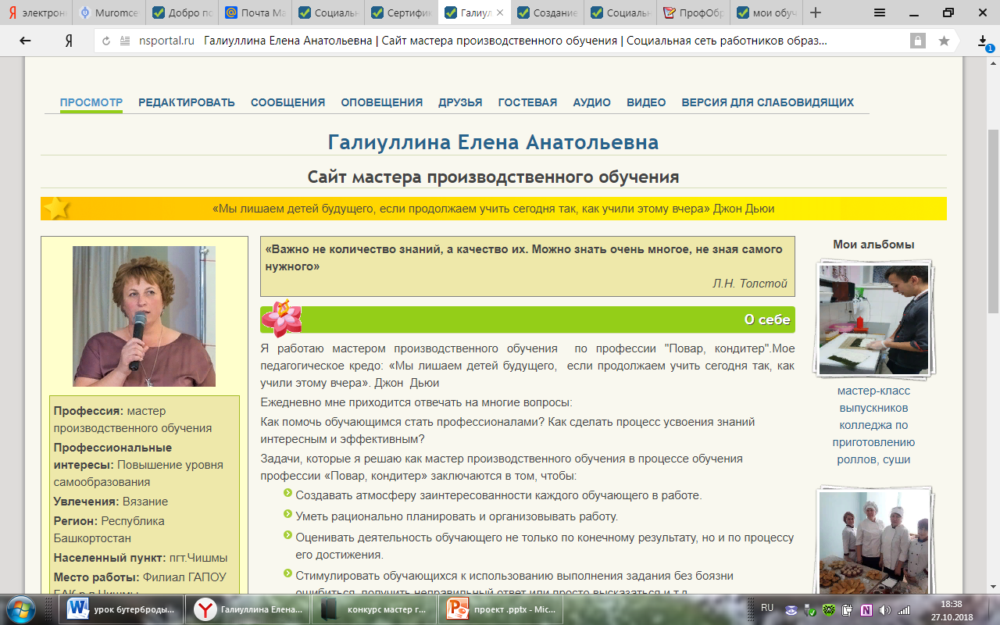 электрон
Muromce
Добро по
Почта Ма
Социальн
Сертифик
Галиул
Создание
Социальн
ПрофОбр
мои обуч
nsportal.ru Галиуллина Елена Анатольевна | Сайт мастера производственного обучения | Социальная сеть работников образ...
1
ПРОСМОТР РЕДАКТИРОВАТЬ СООБЩЕНИЯ ОПОВЕЩЕНИЯ ДРУЗЬЯ ГОСТЕВАЯ АУДИО ВИДЕО ВЕРСИЯ ДЛЯ СЛАБОВИДЯЩИХ
Галиуллина Елена Анатольевна
Сайт мастера производственного обучения
«Мы лишаем детей будущего, если продолжаем учить сегодня так, как учили этому вчера» Джон Дьюи
Профессия: мастер
производственного обучения
Профессиональные
интересы: Повышение уровня
самообразования
Увлечения: Вязание
Регион: Республика
Башкортостан
Населенный пункт: пгт.Чишмы
Место работы: Филиал ГАПОУ
БАК р.п.Чишмы
«Важно не количество знаний, а качество их. Можно знать очень многое, не зная самого
нужного»
Л.Н. Толстой
О себе
Я работаю мастером производственного обучения по профессии "Повар, кондитер".Мое
педагогическое кредо: «Мы лишаем детей будущего, если продолжаем учить сегодня так, как
учили этому вчера». Джон Дьюи
Ежедневно мне приходится отвечать на многие вопросы:
Как помочь обучающимся стать профессионалами? Как сделать процесс усвоения знаний
интересным и эффективным?
Задачи, которые я решаю как мастер производственного обучения в процессе обучения
профессии «Повар, кондитер» заключаются в том, чтобы:
Создавать атмосферу заинтересованности каждого обучающего в работе.
Уметь рационально планировать и организовывать работу.
Оценивать деятельность обучающего не только по конечному результату, но и по процессу
его достижения.
Стимулировать обучающихся к использованию выполнения задания без боязни
ошибиться, получить неправильный ответ или просто высказаться и т.д.
Мои альбомы
мастер-класс
выпускников
колледжа по
приготовлению
роллов, суши
урок бутерброды...
Галиуллина Елена...
конкурс мастер г...
проект .pptx - Mic...
RU
18:38
27.10.2018